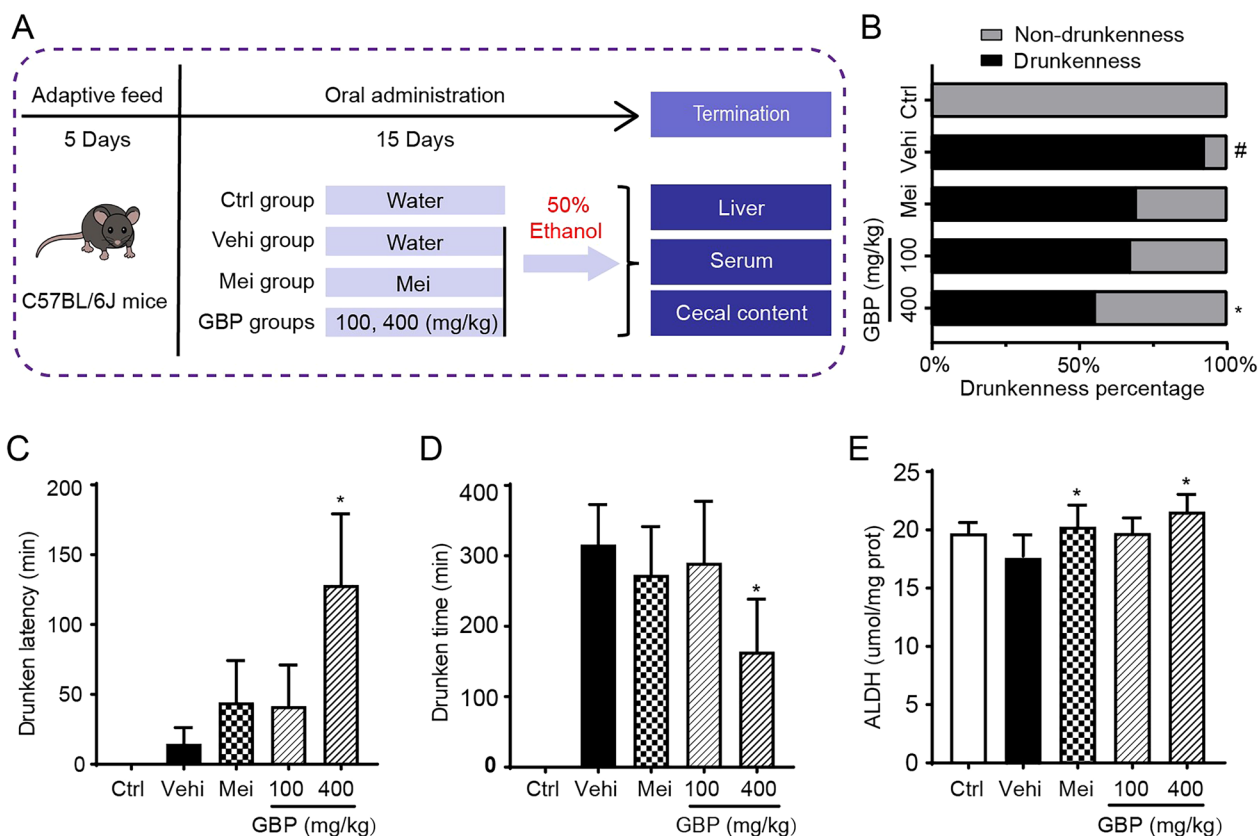 A
Adaptive feed
Oral administration
Termination
5 Days
15 Days
Ctrl group
Water
Vehi group
Water
Mei group
Mei
GBP groups
100, 400 (mg/kg)
C57BL/6J mice
50%
Ethanol
Liver
Serum
Cecal content
B
Non-drunkenness
Drunkenness
Ctrl
Vehi
#
Mei
GBP (mg/kg)
100
400
*
0%
50%
100%
Drunkenness percentage
C
Drunken latency (min)
200
150
100
50
0
*
Ctrl Vehi Mei 100 400
GBP (mg/kg)
D
Drunken time (min)
400
300
200
100
0
*
Ctrl Vehi Mei 100 400
GBP (mg/kg)
E
ALDH (umol/mg prot)
25
20
15
10
5
0
* *
Ctrl Vehi Mei 100 400
GBP (mg/kg)